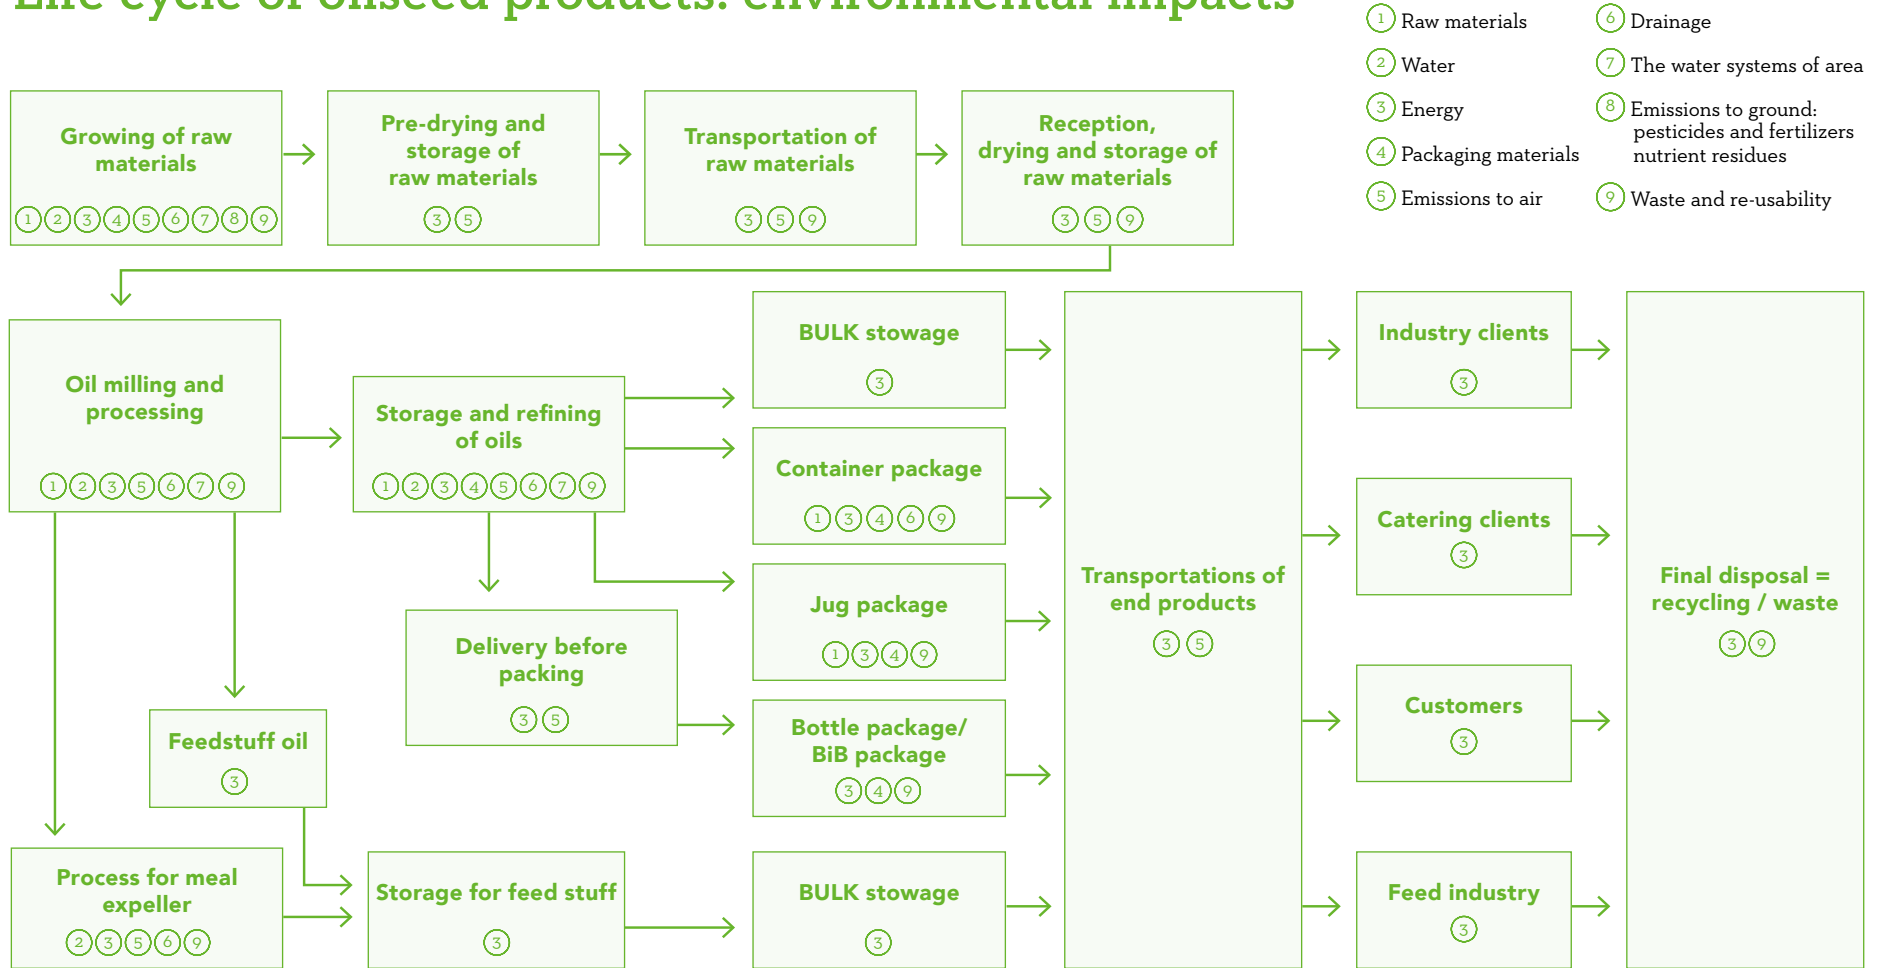 Life cycle of oilseed products: environmental impacts
1 Raw materials
2 Water
3 Energy
4 Packaging materials
5 Emissions to air
6 Drainage
7 The water systems of area
8 Emissions to ground:
pesticides and fertilizers
nutrient residues
9 Waste and re-usability
Growing of raw
materials
1 2 3 4 5 6 7 8 9
Pre-drying and
storage of
raw materials
3 5
Transportation of
raw materials
3 5 9
Reception,
drying and storage of
raw materials
3 5 9
Oil milling and
processing
1 2 3 5 6 7 9
Storage and refining
of oils
1 2 3 4 5 6 7 9
Delivery before
packing
3 5
Feedstuff oil
3
Process for meal
expeller
2 3 5 6 9
Storage for feed stuff
3
BULK stowage
3
Container package
1 3 4 6 9
Jug package
1 3 4 9
Bottle package/
BiB package
3 4 9
BULK stowage
3
Transportations of
end products
3 5
Industry clients
3
Catering clients
3
Customers
3
Feed industry
3
Final disposal =
recycling / waste
3 9